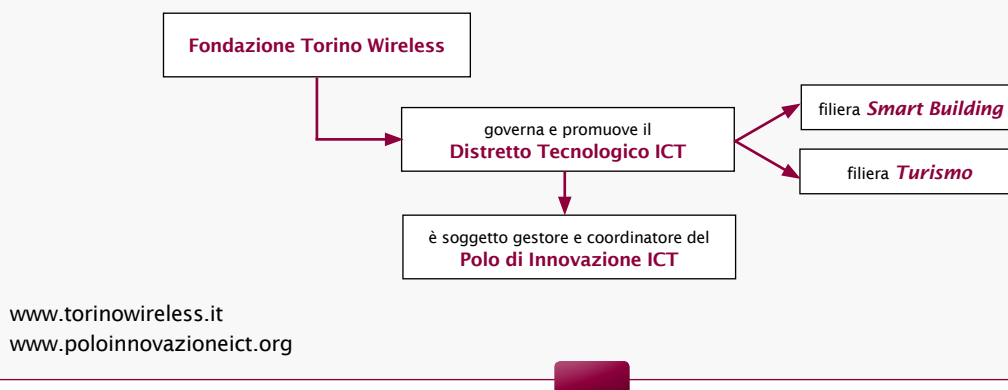 Fondazione Torino Wireless
governa e promuove il
Distretto Tecnologico ICT
filiera Smart Building
filiera Turismo
è soggetto gestore e coordinatore del
Polo di Innovazione ICT
www.torinowireless.it
www.poloinnovazioneict.org